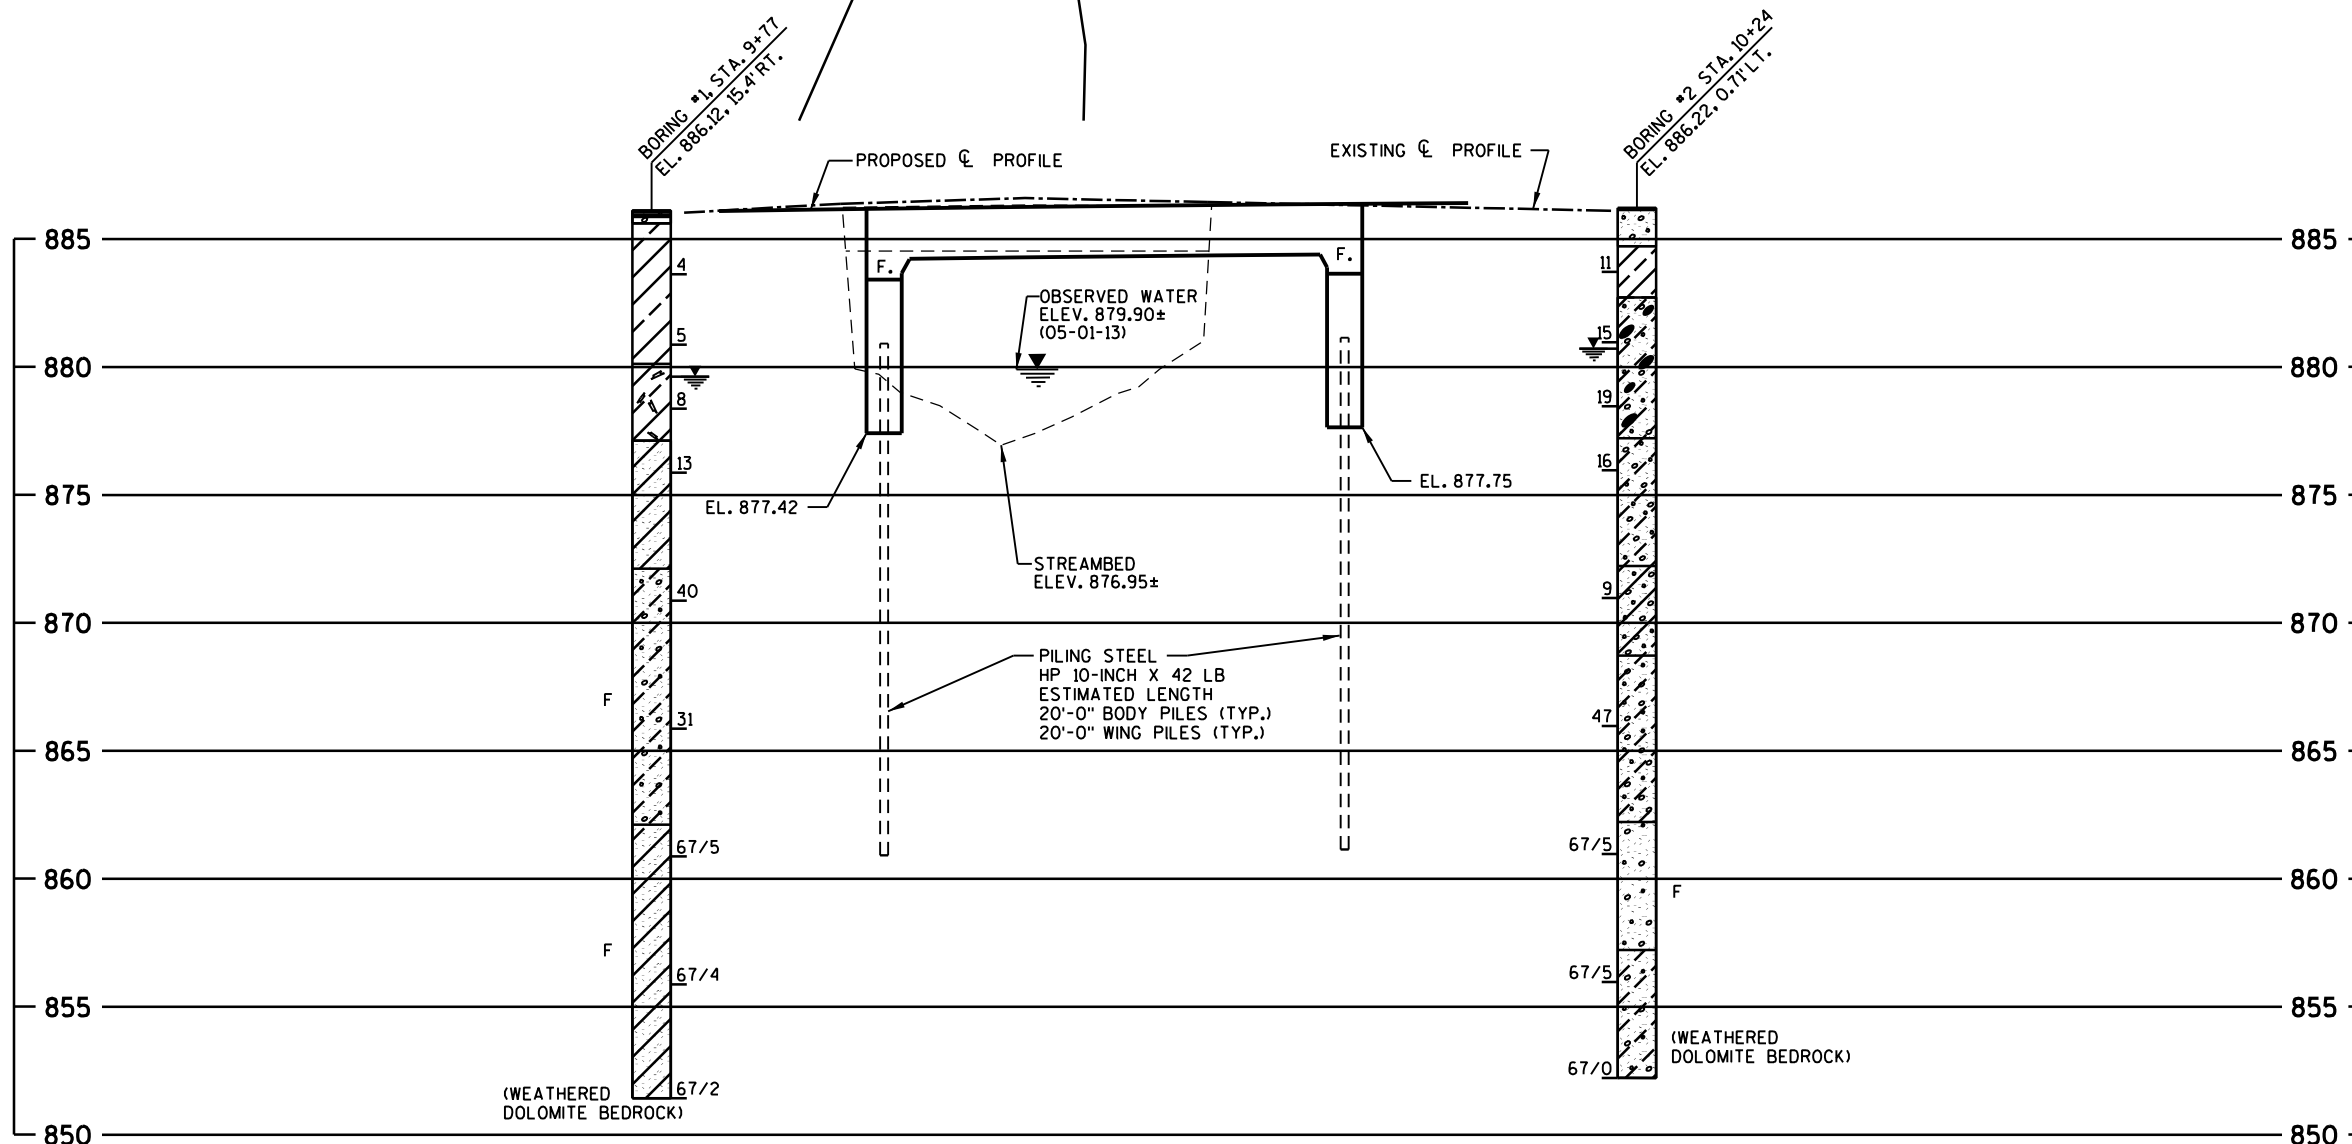 BORING #1, STA. 9+77
EL. 886.12, 15.4' RT.
BORING #2 STA. 10+24
EL. 886.22, 0.71' LT.
PROPOSED ℄ PROFILE
EXISTING ℄ PROFILE
885
885
F.
F.
4
11
OBSERVED WATER
ELEV. 879.90±
(05-01-13)
5
15
880
880
8
19
13
16
EL. 877.75
875
875
EL. 877.42
STREAMBED
ELEV. 876.95±
40
9
870
870
PILING STEEL
HP 10-INCH X 42 LB
ESTIMATED LENGTH
20'-0" BODY PILES (TYP.)
20'-0" WING PILES (TYP.)
F
31
47
865
865
67/5
67/5
860
860
F
F
67/4
67/5
855
855
(WEATHERED
DOLOMITE BEDROCK)
67/0
67/2
(WEATHERED
DOLOMITE BEDROCK)
850
850